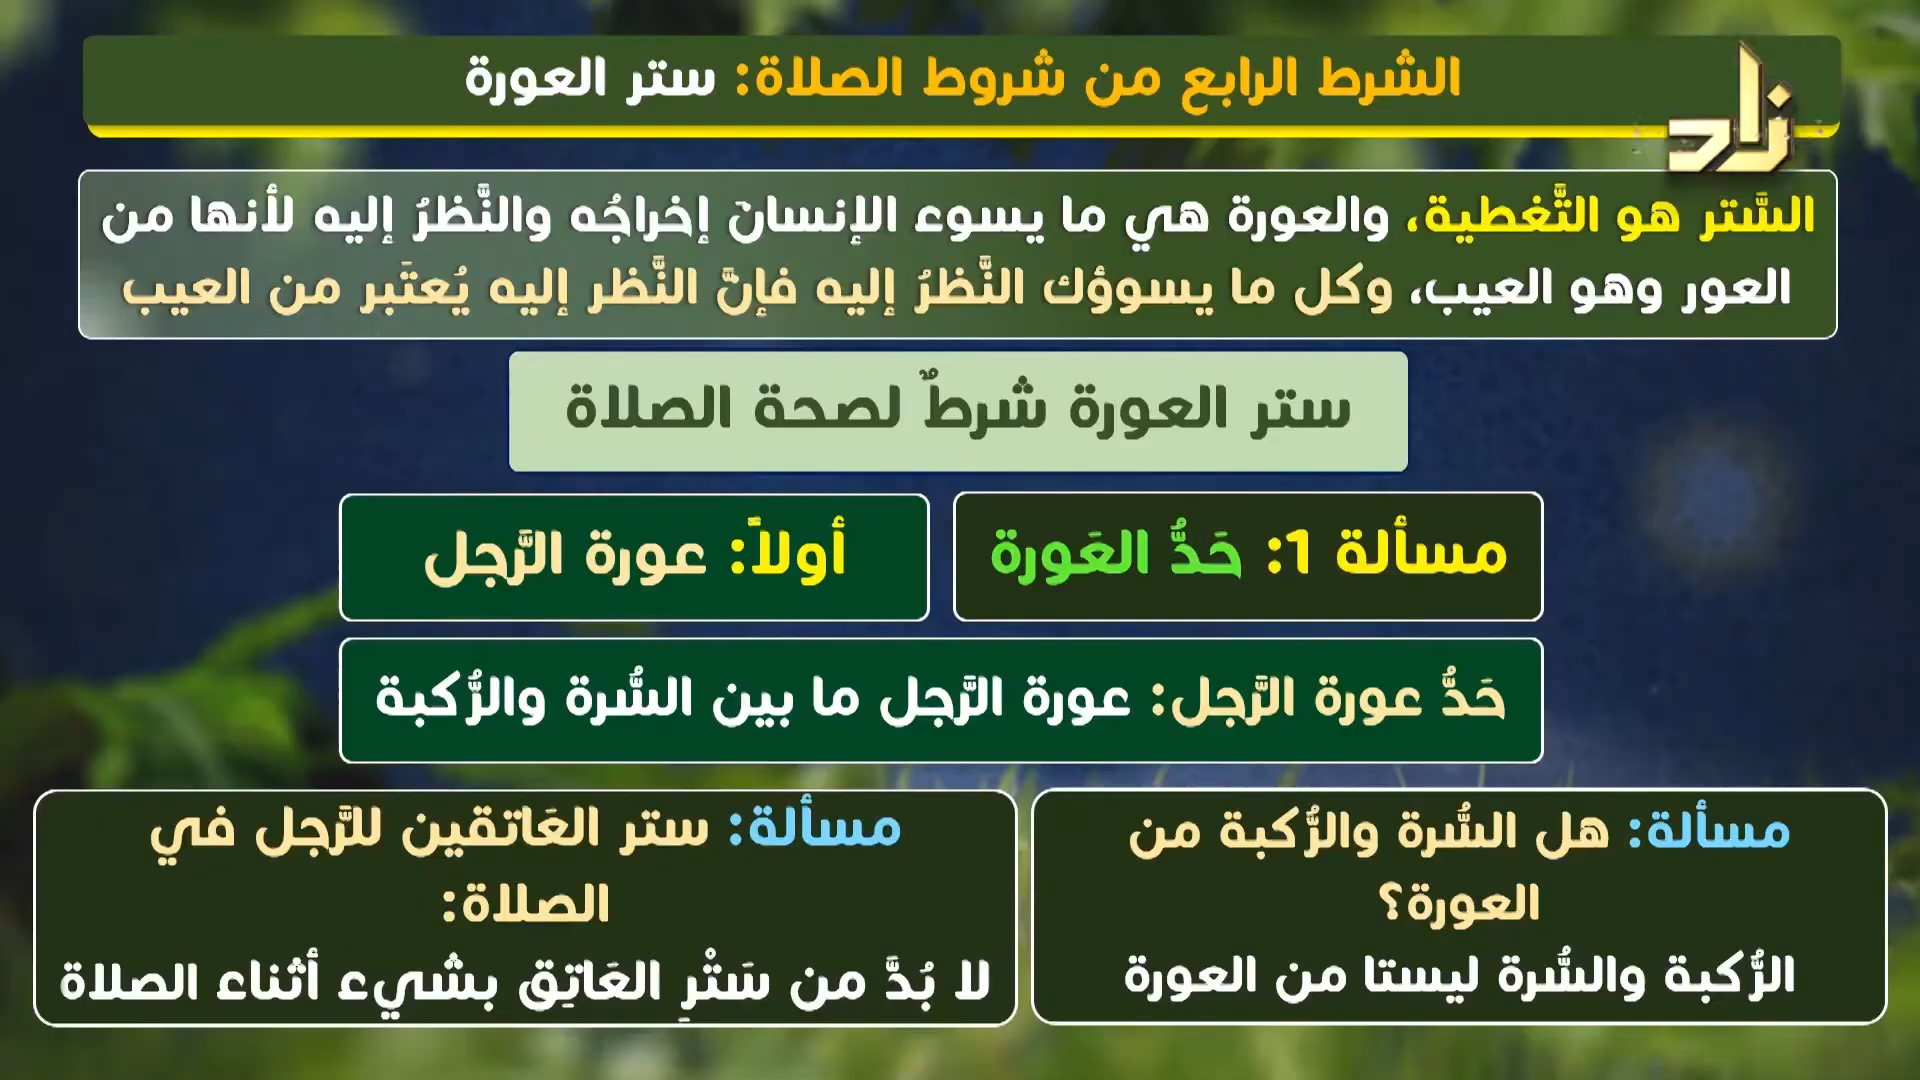 الشرط الرابع من شروط الصلاة: ستر العورة
زاد
السَّتر هو التَّغطية، والعورة هي ما يسوء الإنسانَ إخراجُه والنَّظرُ إليه لأنها من
العور وهو العيب، وكل ما يسوؤك النَّظرُ إليه فإنَّ النَّظر إليه يُعتَبر من العيب
ستر العورة شرطٌ لصحة الصلاة
مسألة 1: حَدُّ العَورة
أولاً: عورة الرَّجل
حَدُّ عورة الرَّجل: عورة الرَّجل ما بين السُّرة والرُّكبة
مسألة: هل السُّرة والرُّكبة من
العورة؟
الرُّكبة والسُّرة ليستا من العورة
مسألة: ستر العَاتقين للرَّجل في
الصلاة:
لا بُدَّ من سَتْرِ العَاتِق بشيء أثناء الصلاة